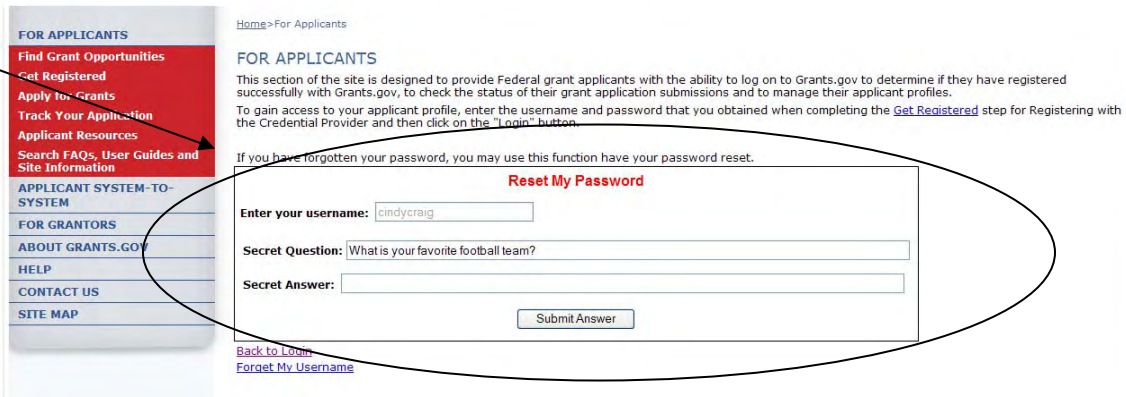 FOR APPLICANTS
Find Grant Opportunities
Get Registered
Apply for Grants
Track Your Application
Applicant Resources
Search FAQs, User Guides and
Site Information
APPLICANT SYSTEM-TO-
SYSTEM
FOR GRANTORS
ABOUT GRANTS.GOV
HELP
CONTACT US
SITE MAP
Home>For Applicants
FOR APPLICANTS
This section of the site is designed to provide Federal grant applicants with the ability to log on to Grants.gov to determine if they have registered
successfully with Grants.gov, to check the status of their grant application submissions and to manage their applicant profiles.
To gain access to your applicant profile, enter the username and password that you obtained when completing the Get Registered step for Registering with
the Credential Provider and then click on the "Login" button.
If you have forgotten your password, you may use this function have your password reset.
Reset My Password
Enter your username: cindycraig
Secret Question: What is your favorite football team?
Secret Answer:
Submit Answer
Back to Login
Forget My Username